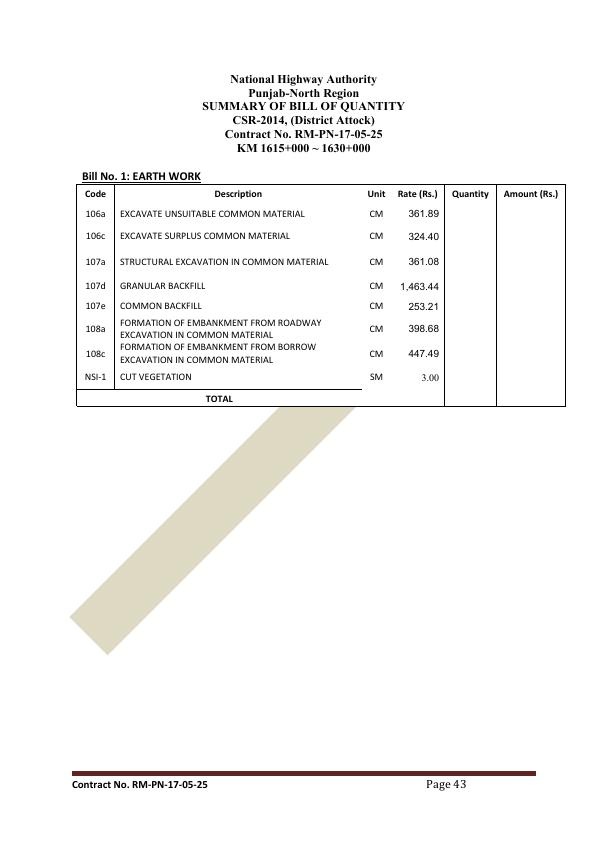 National Highway Authority
Punjab-North Region
SUMMARY OF BILL OF QUANTITY
CSR-2014, (District Attock)
Contract No. RM-PN-17-05-25
KM 1615+000 ~ 1630+000
Bill No. 1: EARTH WORK
Code Description Unit Rate (Rs.) Quantity Amount (Rs.)
106a EXCAVATE UNSUITABLE COMMON MATERIAL CM 361.89
106c EXCAVATE SURPLUS COMMON MATERIAL CM 324.40
107a STRUCTURAL EXCAVATION IN COMMON MATERIAL CM 361.08
107d GRANULAR BACKFILL CM 1,463.44
107e COMMON BACKFILL CM 253.21
108a FORMATION OF EMBANKMENT FROM ROADWAY
EXCAVATION IN COMMON MATERIAL CM 398.68
108c FORMATION OF EMBANKMENT FROM BORROW
EXCAVATION IN COMMON MATERIAL CM 447.49
NSI-1 CUT VEGETATION SM 3.00
TOTAL
Contract No. RM-PN-17-05-25 Page 43